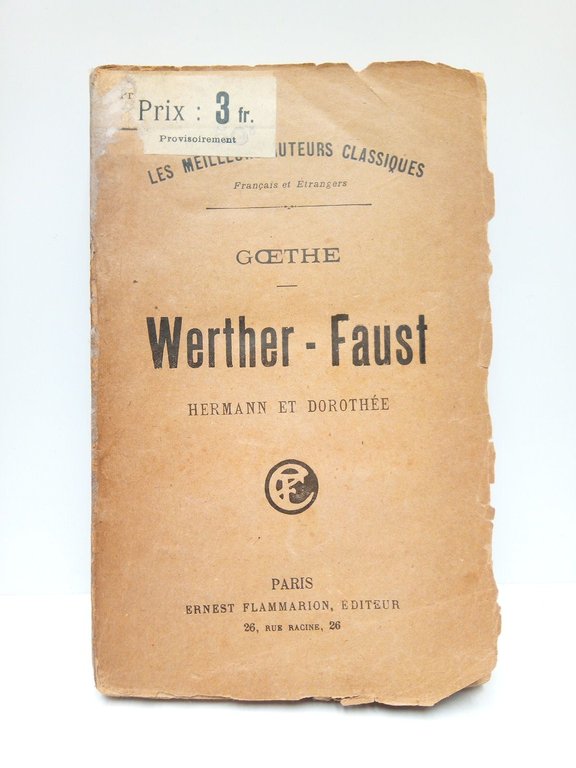 Prix : 3 fr.
Provisoirement
LES MEILLEURS AUTEURS CLASSIQUES
Français et Étrangers
GŒTHE
Werther - Faust
HERMANN ET DOROTHÉE
PARIS
ERNEST FLAMMARION, ÉDITEUR
26, RUE RACINE, 26